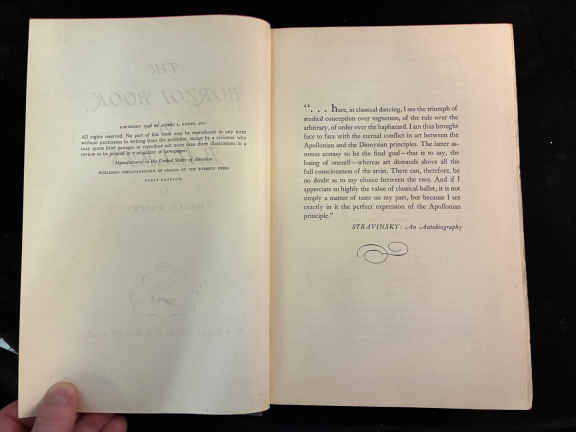 All rights reserved. No part of this book may be reproduced in any form
without permission in writing from the publisher, except by a reviewer who
may quote brief passages or reproduce not more than three illustrations in a
review to be printed in a magazine or newspaper.
Manufactured in the United States of America
FIRST EDITION
“. . . here, in classical dancing, I see the triumph of
studied conception over vagueness, of the rule over the
arbitrary, of order over the haphazard. I am thus brought
face to face with the eternal conflict in art between the
Apollonian and the Dionysian principles. The latter as-
sumes ecstasy to be the final goal—that is to say, the
losing of oneself—whereas art demands above all the
full consciousness of the artist. There can, therefore, be
no doubt as to my choice between the two. And if I
appreciate so highly the value of classical ballet, it is not
simply a matter of taste on my part, but because I see
exactly in it the perfect expression of the Apollonian
principle.”
STRAVINSKY: An Autobiography